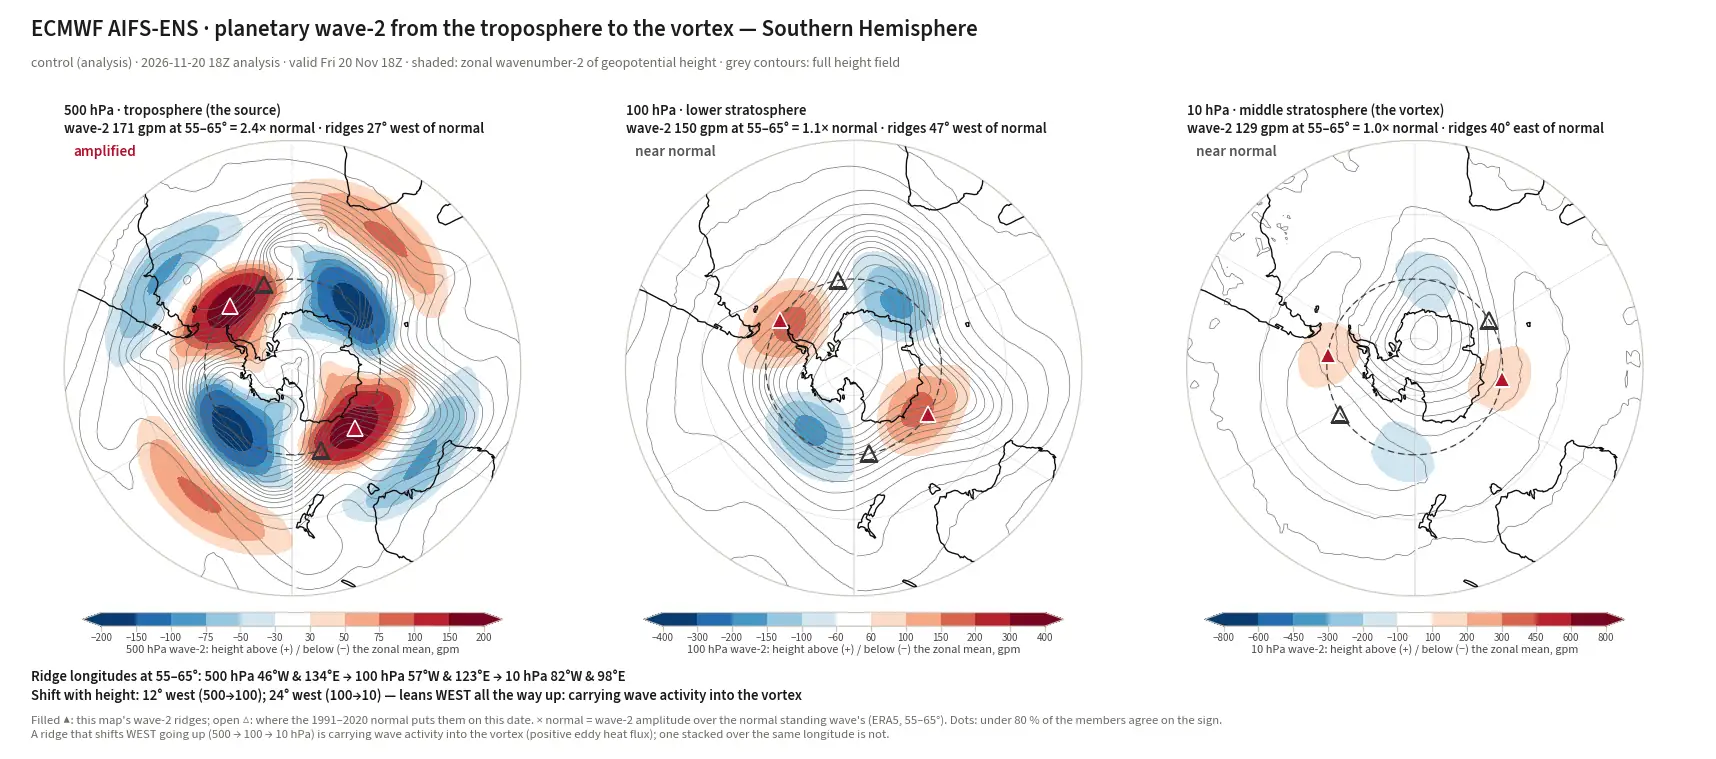 ECMWF AIFS-ENS · planetary wave-2 from the troposphere to the vortex — Southern Hemisphere
control (analysis) · 2026-11-20 18Z analysis · valid Fri 20 Nov 18Z · shaded: zonal wavenumber-2 of geopotential height · grey contours: full height field
500 hPa · troposphere (the source)
wave-2 171 gpm at 55–65° = 2.4× normal · ridges 27° west of normal
amplified
100 hPa · lower stratosphere
wave-2 150 gpm at 55–65° = 1.1× normal · ridges 47° west of normal
near normal
10 hPa · middle stratosphere (the vortex)
wave-2 129 gpm at 55–65° = 1.0× normal · ridges 40° east of normal
near normal
−200 −150 −100 −75 −50 −30 30 50 75 100 150 200
500 hPa wave-2: height above (+) / below (−) the zonal mean, gpm
−400 −300 −200 −150 −100 −60 60 100 150 200 300 400
100 hPa wave-2: height above (+) / below (−) the zonal mean, gpm
−800 −600 −450 −300 −200 −100 100 200 300 450 600 800
10 hPa wave-2: height above (+) / below (−) the zonal mean, gpm
Ridge longitudes at 55–65°: 500 hPa 46°W & 134°E → 100 hPa 57°W & 123°E → 10 hPa 82°W & 98°E
Shift with height: 12° west (500→100); 24° west (100→10) — leans WEST all the way up: carrying wave activity into the vortex
Filled ▲: this map's wave-2 ridges; open △: where the 1991–2020 normal puts them on this date. × normal = wave-2 amplitude over the normal standing wave's (ERA5, 55–65°). Dots: under 80 % of the members agree on the sign.
A ridge that shifts WEST going up (500 → 100 → 10 hPa) is carrying wave activity into the vortex (positive eddy heat flux); one stacked over the same longitude is not.